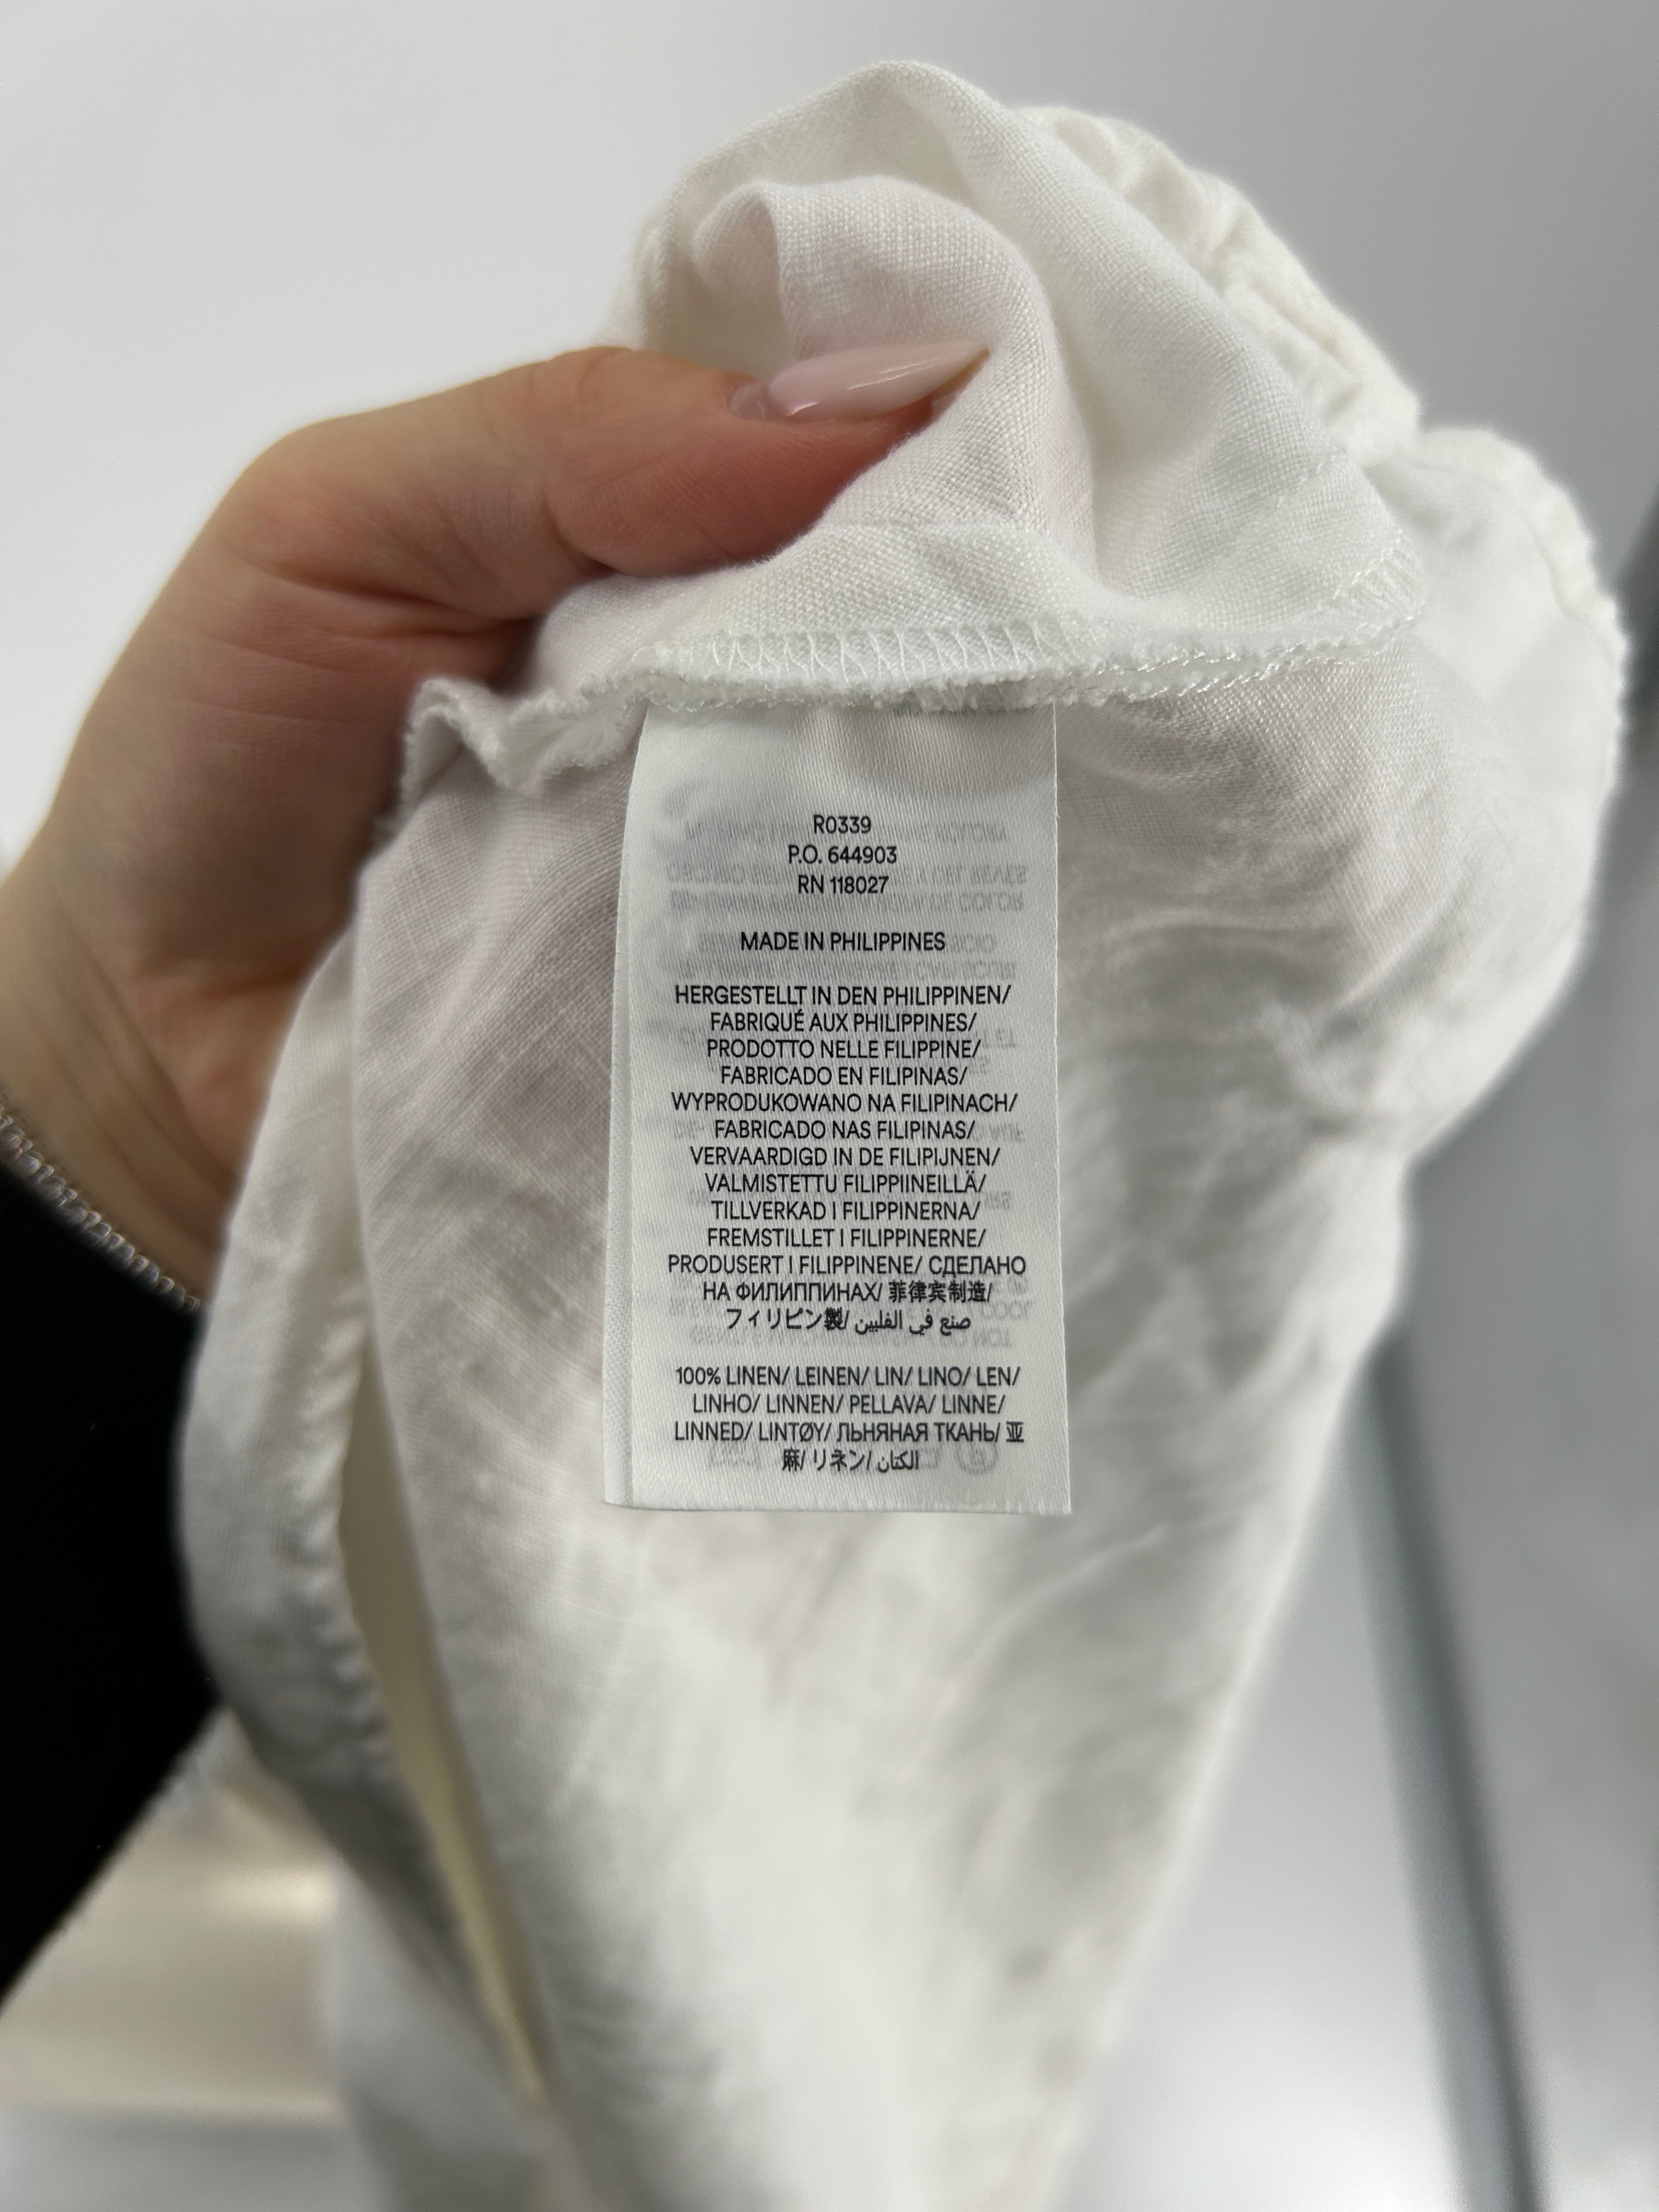 R0339
P.O. 644903
RN 118027
MADE IN PHILIPPINES
HERGESTELLT IN DEN PHILIPPINEN/
FABRIQUÉ AUX PHILIPPINES/
PRODOTTO NELLE FILIPPINE/
FABRICADO EN FILIPINAS/
WYPRODUKOWANO NA FILIPINACH/
FABRICADO NAS FILIPINAS/
VERVAARDIGD IN DE FILIPIJNEN/
VALMISTETTU FILIPPIINEILLÄ/
TILLVERKAD I FILIPPINERNA/
FREMSTILLET I FILIPPINERNE/
PRODUSERT I FILIPPINENE/ СДЕЛАНО
НА ФИЛИППИНАХ/ 菲律宾制造/
フィリピン製/ صنع في الفلبين
100% LINEN/ LEINEN/ LIN/ LINO/ LEN/
LINHO/ LINNEN/ PELLAVA/ LINNE/
LINNED/ LINTØY/ ЛЬНЯНАЯ ТКАНЬ/ 亚
麻/ リネン/ الكتان